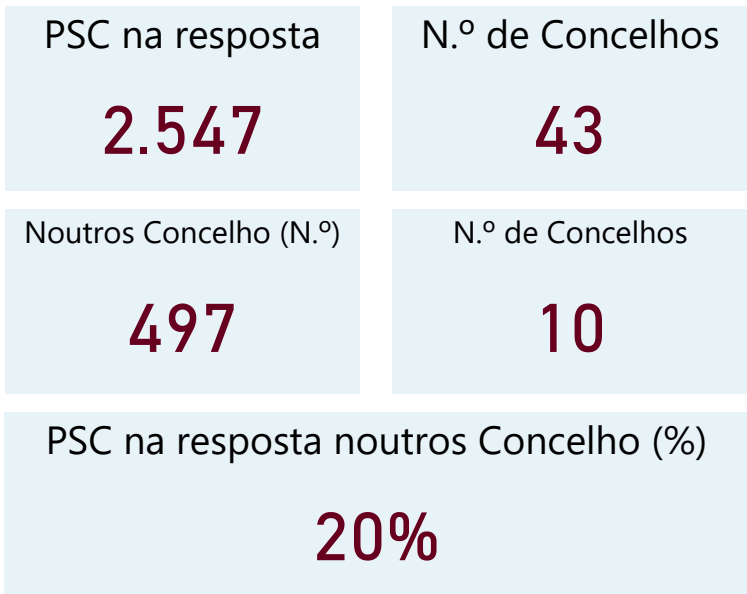 PSC na resposta
2.547
N.º de Concelhos
43
Noutros Concelho (N.º)
497
N.º de Concelhos
10
PSC na resposta noutros Concelho (%)
20%